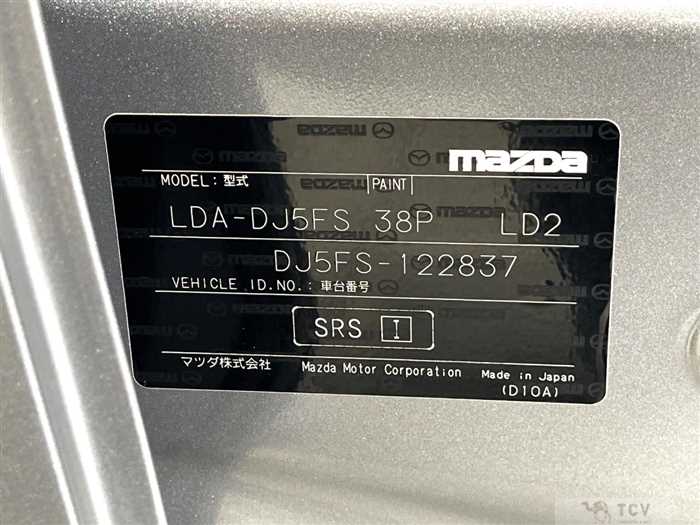 mazda
MODEL:型式 |PAINT|
LDA-DJ5FS 38P LD2
DJ5FS-122837
VEHICLE ID.NO.:車台番号
SRS I
マツダ株式会社 Mazda Motor Corporation Made in Japan
(D10A)
TCV